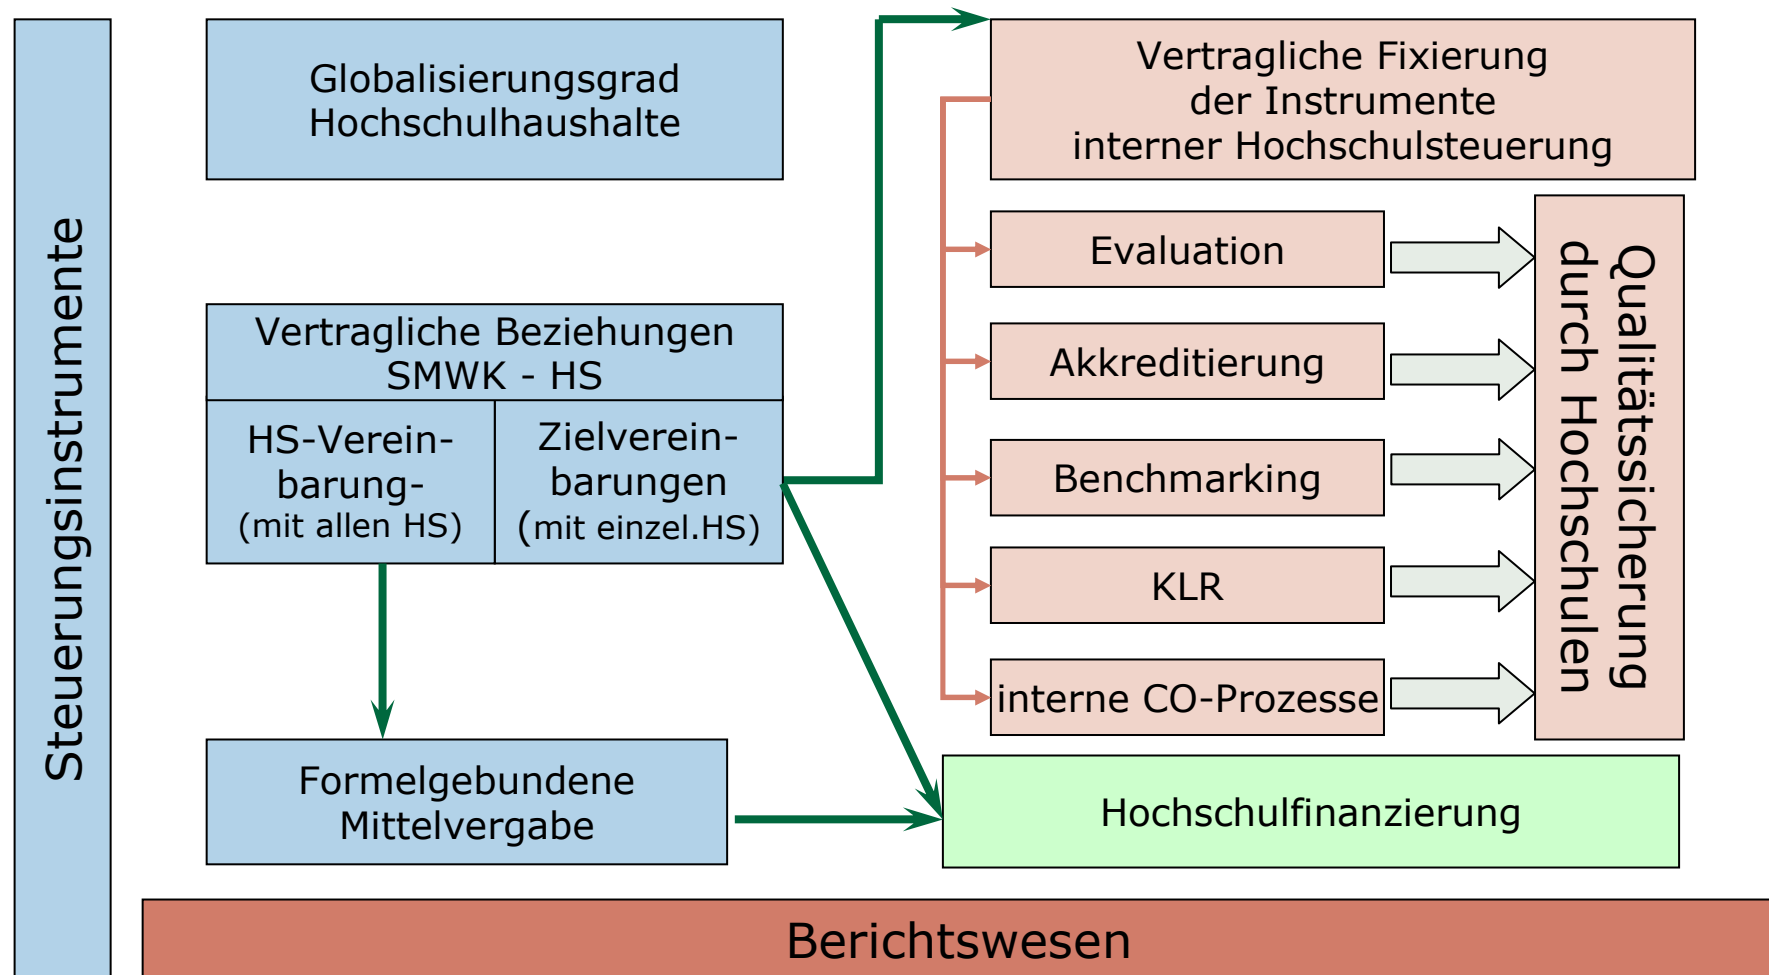 Steuerungsinstrumente
Globalisierungsgrad
Hochschulhaushalte
Vertragliche Beziehungen
SMWK - HS
HS-Verein-
barung-
(mit allen HS)
Zielverein-
barungen
(mit einzel.HS)
Formelgebundene
Mittelvergabe
Vertragliche Fixierung
der Instrumente
interner Hochschulsteuerung
Evaluation
Akkreditierung
Benchmarking
KLR
interne CO-Prozesse
Qualitätssicherung
durch Hochschulen
Hochschulfinanzierung
Berichtswesen